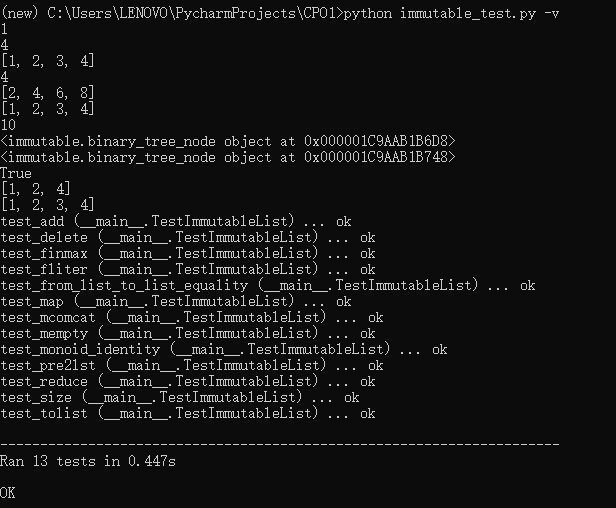 (new) C:\Users\LENOVO\PycharmProjects\CPO1>python immutable_test.py -v
1
4
[1, 2, 3, 4]
4
[2, 4, 6, 8]
[1, 2, 3, 4]
10
<immutable.binary_tree_node object at 0x000001C9AAB1B6D8>
<immutable.binary_tree_node object at 0x000001C9AAB1B748>
True
[1, 2, 4]
[1, 2, 3, 4]
test_add (__main__.TestImmutableList) ... ok
test_delete (__main__.TestImmutableList) ... ok
test_finmax (__main__.TestImmutableList) ... ok
test_fliter (__main__.TestImmutableList) ... ok
test_from_list_to_list_equality (__main__.TestImmutableList) ... ok
test_map (__main__.TestImmutableList) ... ok
test_mcomcat (__main__.TestImmutableList) ... ok
test_mempty (__main__.TestImmutableList) ... ok
test_monoid_identity (__main__.TestImmutableList) ... ok
test_pre2lst (__main__.TestImmutableList) ... ok
test_reduce (__main__.TestImmutableList) ... ok
test_size (__main__.TestImmutableList) ... ok
test_tolist (__main__.TestImmutableList) ... ok
----------------------------------------------------------------------
Ran 13 tests in 0.447s
OK